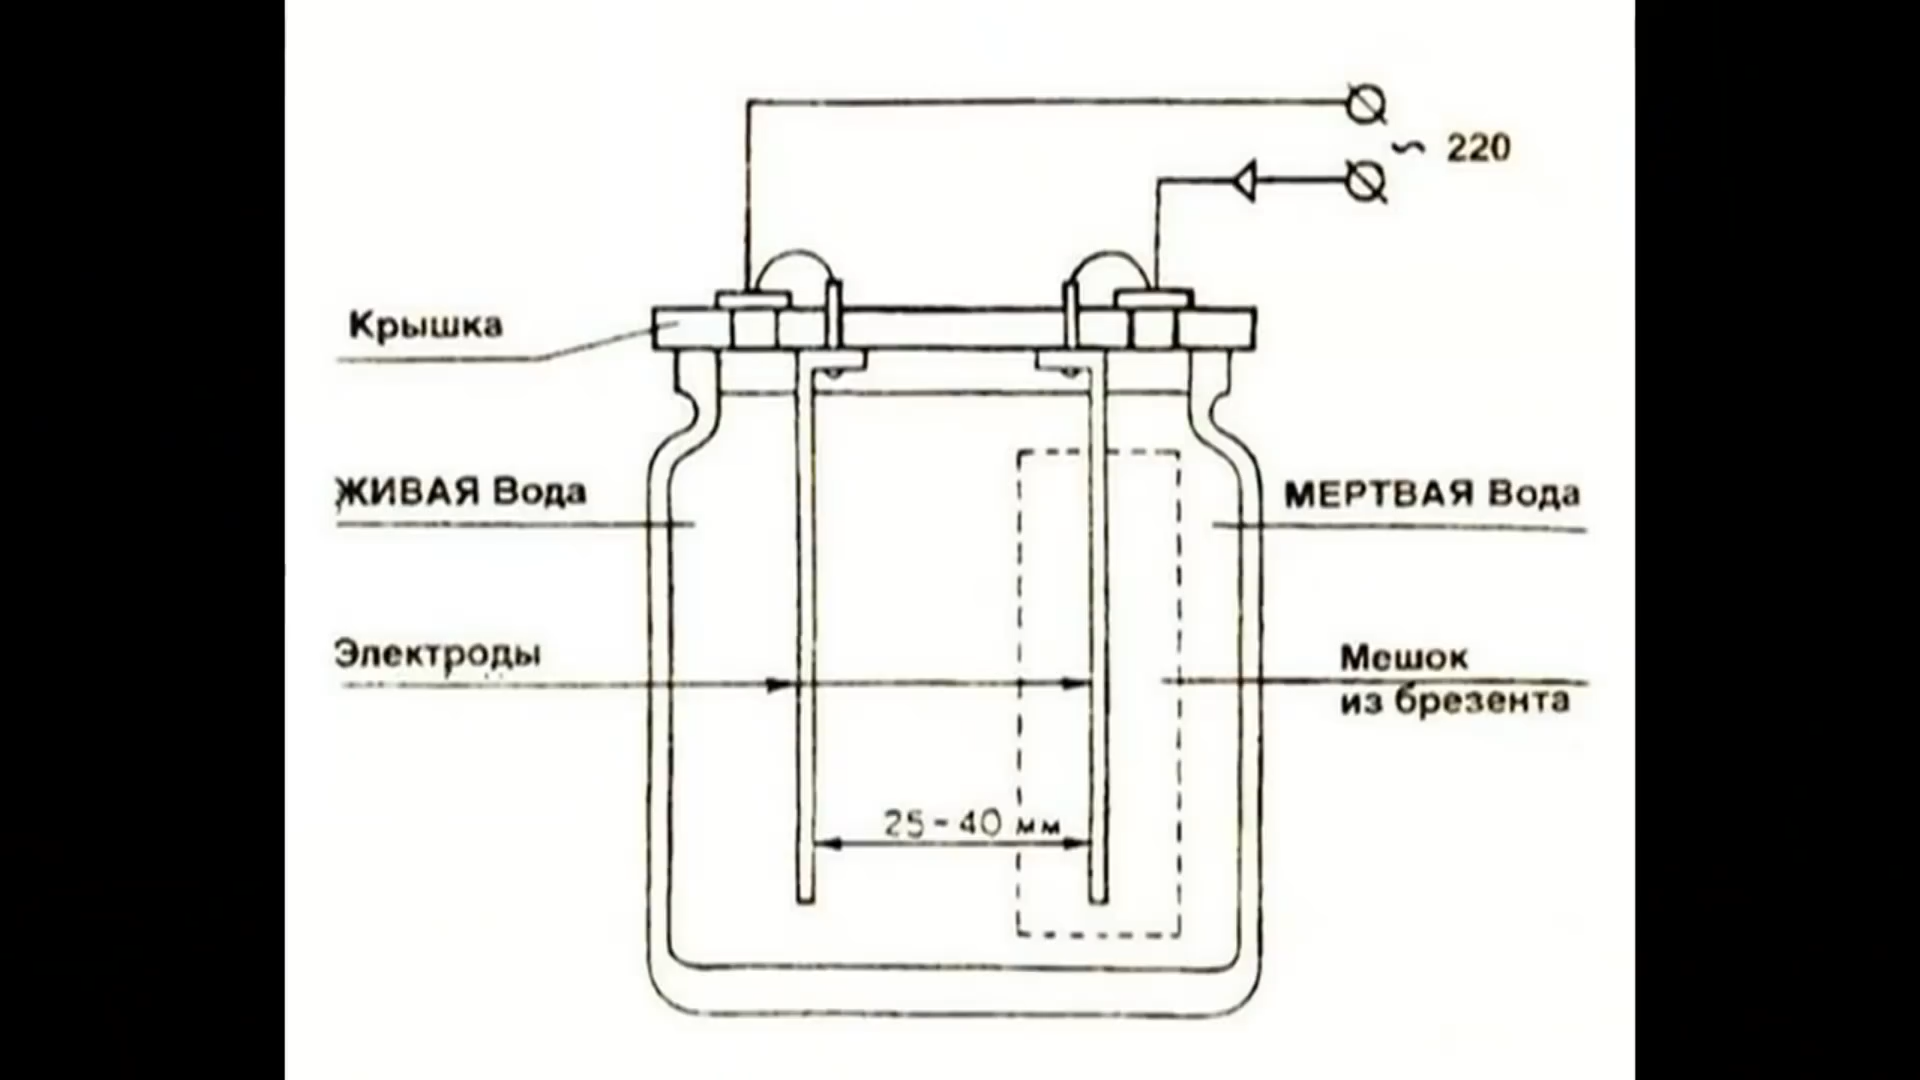 ~ 220
Крышка
ЖИВАЯ Вода
МЕРТВАЯ Вода
Электроды
Мешок
из брезента
25-40 мм